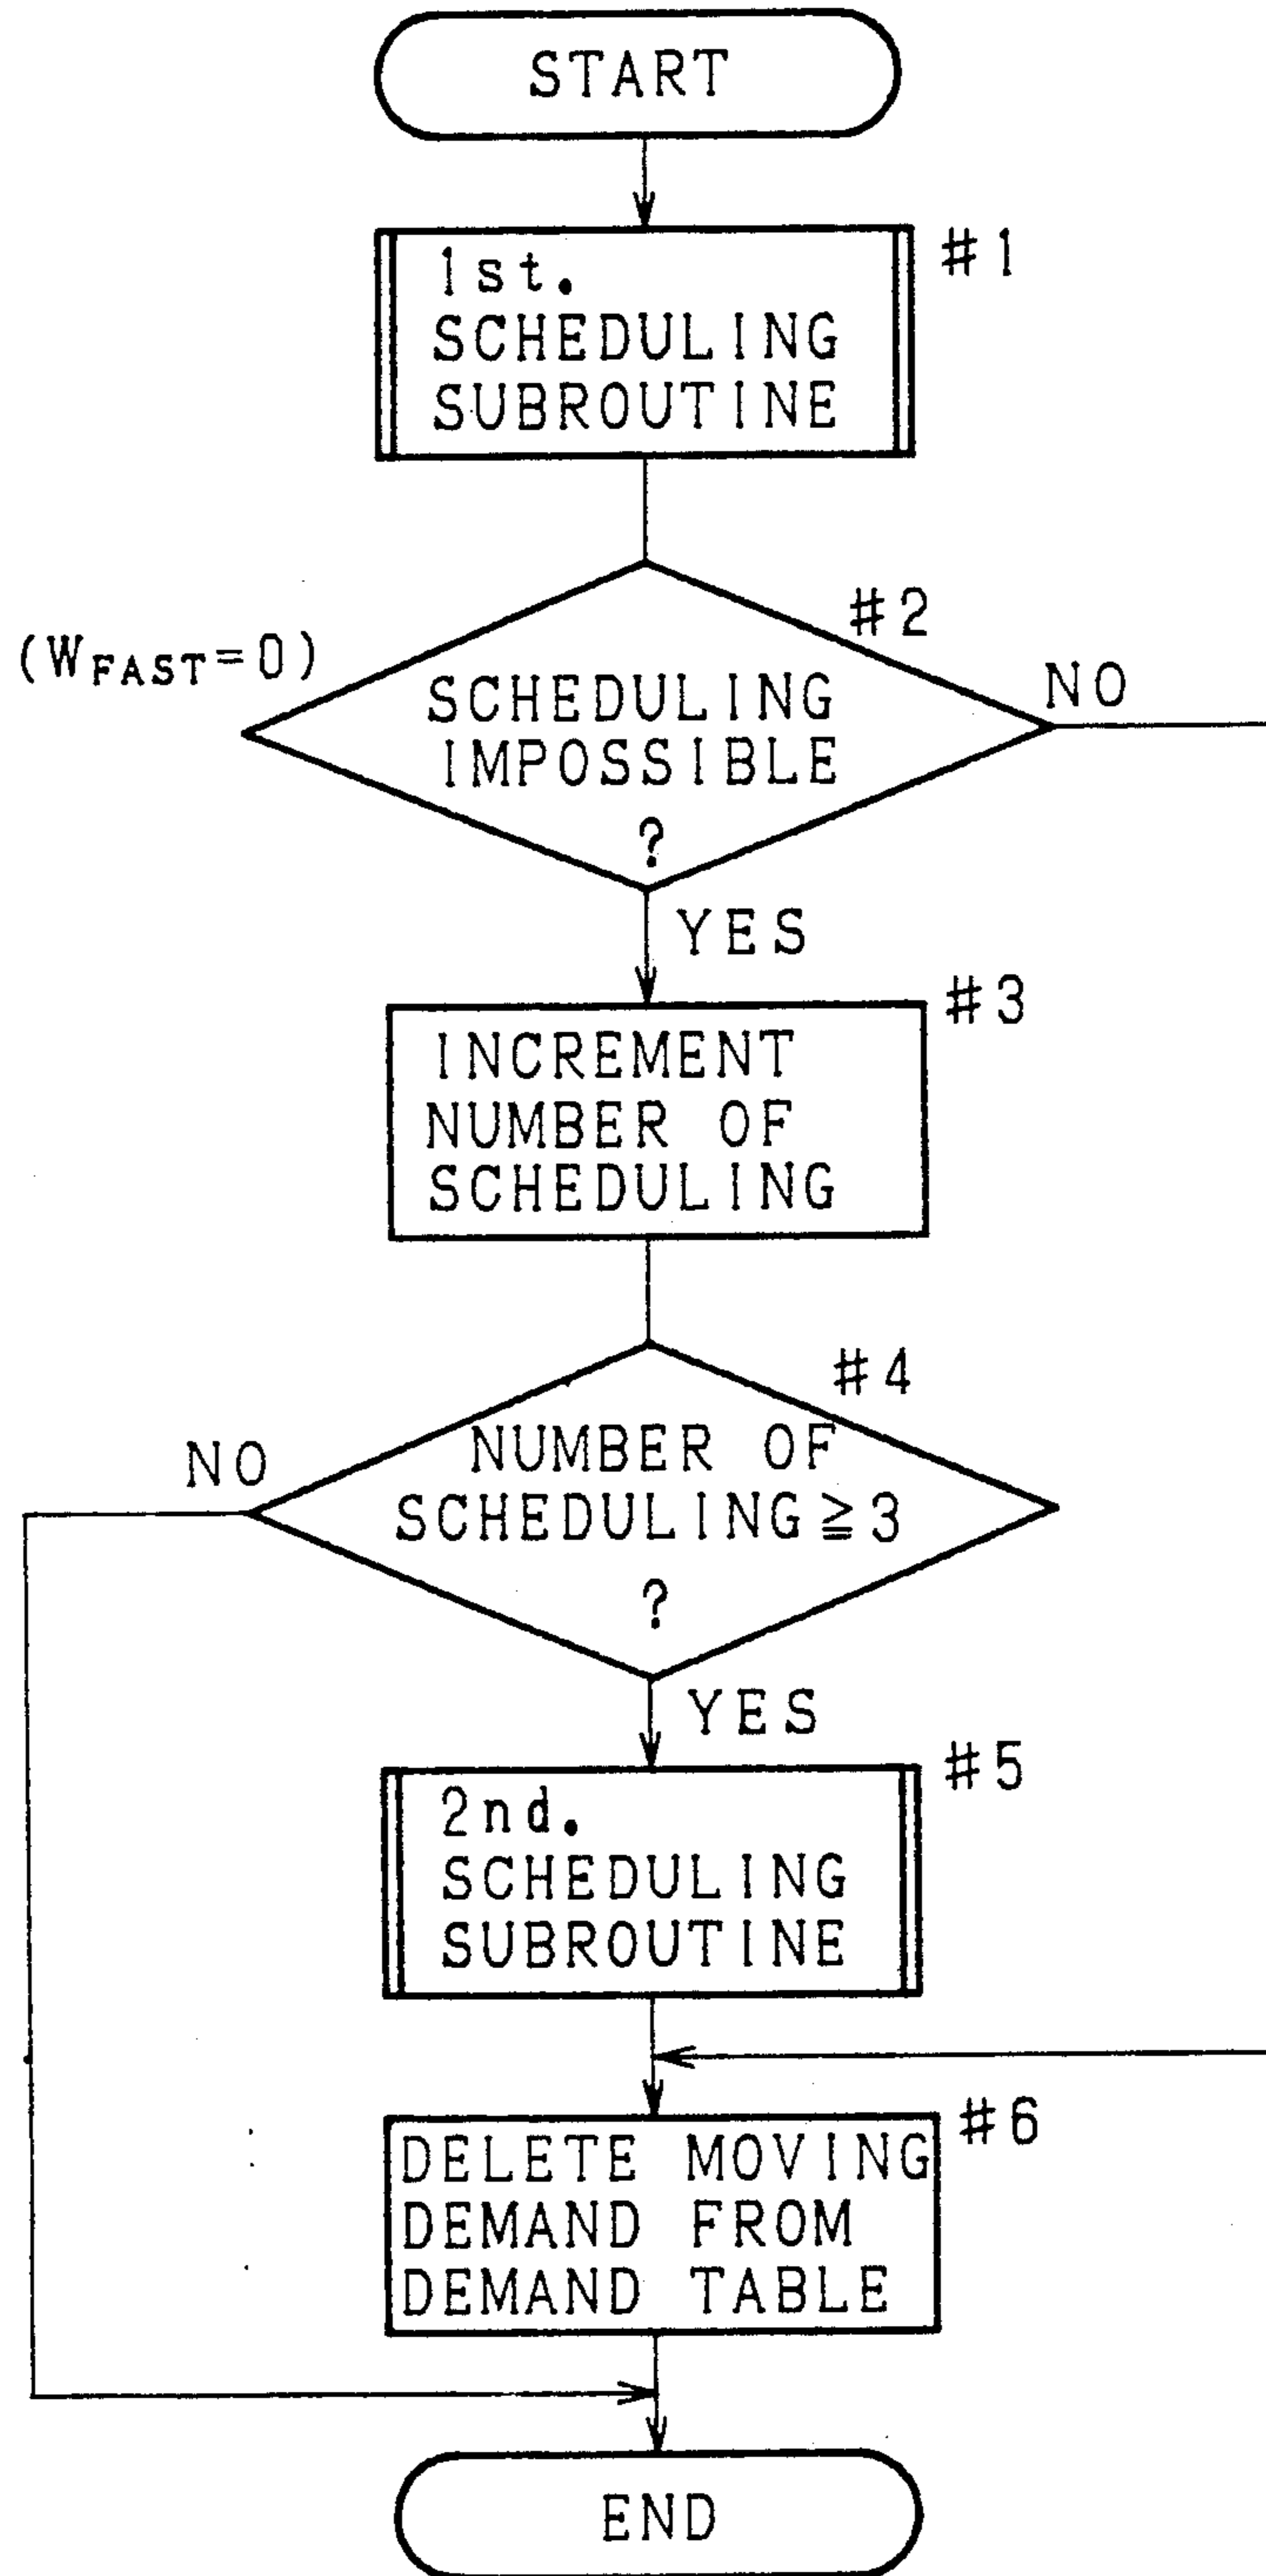 START
#1
1st.
SCHEDULING
SUBROUTINE
#2
(WFAST=0)
SCHEDULING
IMPOSSIBLE
?
NO
YES
#3
INCREMENT
NUMBER OF
SCHEDULING
#4
NUMBER OF
SCHEDULING≧3
?
NO
YES
#5
2nd.
SCHEDULING
SUBROUTINE
#6
DELETE MOVING
DEMAND FROM
DEMAND TABLE
END